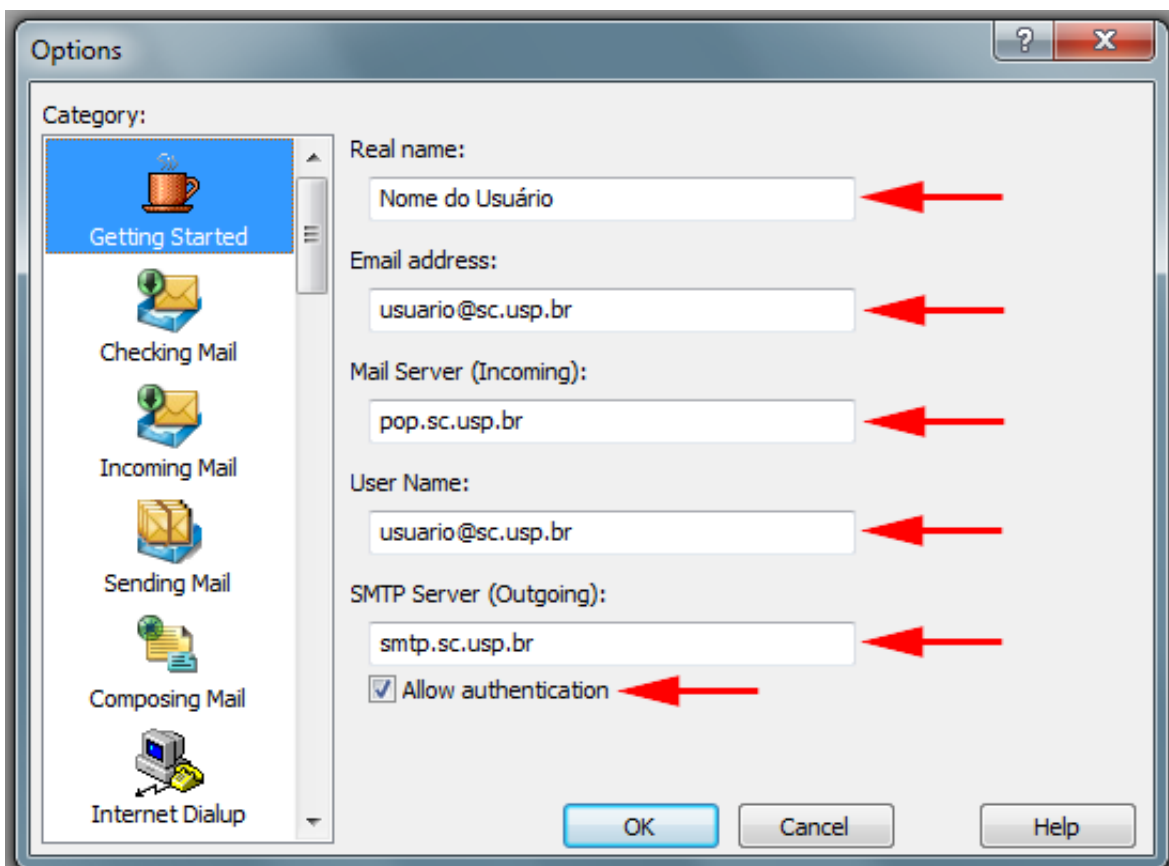 Options
Category:
Getting Started
Checking Mail
Incoming Mail
Sending Mail
Composing Mail
Internet Dialup
Real name:
Nome do Usuário
Email address:
usuario@sc.usp.br
Mail Server (Incoming):
pop.sc.usp.br
User Name:
usuario@sc.usp.br
SMTP Server (Outgoing):
smtp.sc.usp.br
Allow authentication
OK
Cancel
Help